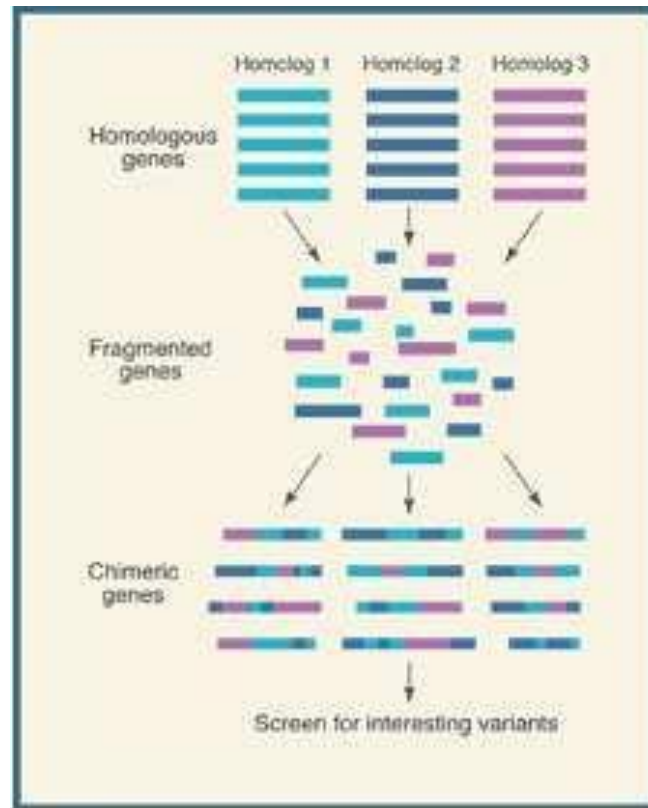 Homolog 1 Homolog 2 Homolog 3
Homologous
genes
Fragmented
genes
Chimeric
genes
Screen for interesting variants